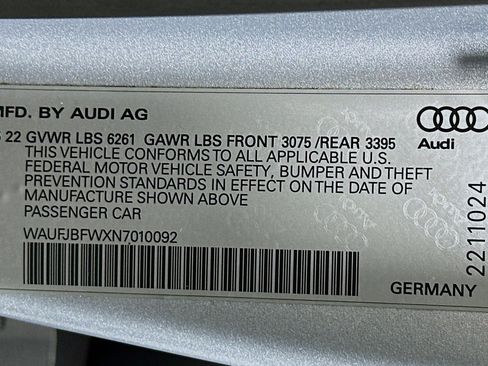 MFD. BY AUDI AG
22 GVWR LBS 6261 GAWR LBS FRONT 3075 /REAR 3395
THIS VEHICLE CONFORMS TO ALL APPLICABLE U.S.
FEDERAL MOTOR VEHICLE SAFETY, BUMPER AND THEFT
PREVENTION STANDARDS IN EFFECT ON THE DATE OF
MANUFACTURE SHOWN ABOVE
PASSENGER CAR
WAUFJBFWXN7010092
Audi
2211024
GERMANY